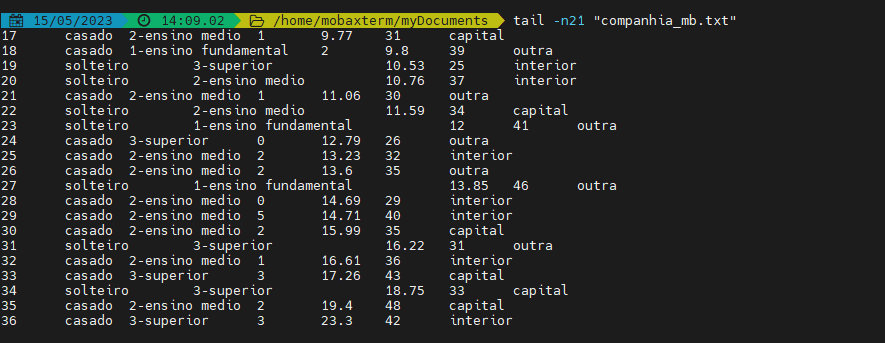 15/05/2023 14:09.02 /home/mobaxterm/myDocuments tail -n21 "companhia_mb.txt"
17 casado 2-ensino medio 1 9.77 31 capital
18 casado 1-ensino fundamental 2 9.8 39 outra
19 solteiro 3-superior 10.53 25 interior
20 solteiro 2-ensino medio 10.76 37 interior
21 casado 2-ensino medio 1 11.06 30 outra
22 solteiro 2-ensino medio 11.59 34 capital
23 solteiro 1-ensino fundamental 12 41 outra
24 casado 3-superior 0 12.79 26 outra
25 casado 2-ensino medio 2 13.23 32 interior
26 casado 2-ensino medio 2 13.6 35 outra
27 solteiro 1-ensino fundamental 13.85 46 outra
28 casado 2-ensino medio 0 14.69 29 interior
29 casado 2-ensino medio 5 14.71 40 interior
30 casado 2-ensino medio 2 15.99 35 capital
31 solteiro 3-superior 16.22 31 outra
32 casado 2-ensino medio 1 16.61 36 interior
33 casado 3-superior 3 17.26 43 capital
34 solteiro 3-superior 18.75 33 capital
35 casado 2-ensino medio 2 19.4 48 capital
36 casado 3-superior 3 23.3 42 interior